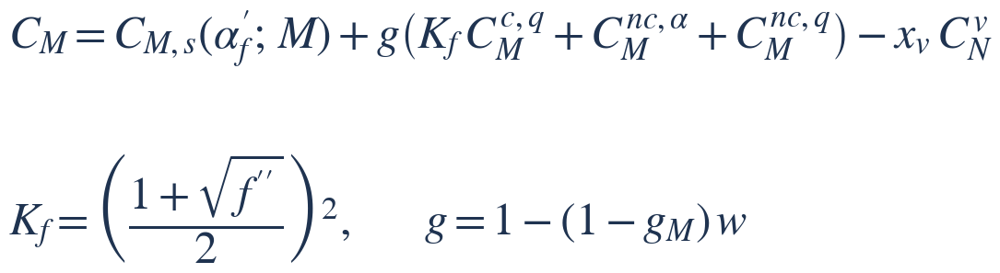 C_M = C_{M,s}(α_f'; M) + g(K_f C_M^{c,q} + C_M^{nc,α} + C_M^{nc,q}) − x_v C_N^v
K_f = ((1 + √f'')/2)^2, g = 1 − (1 − g_M) w